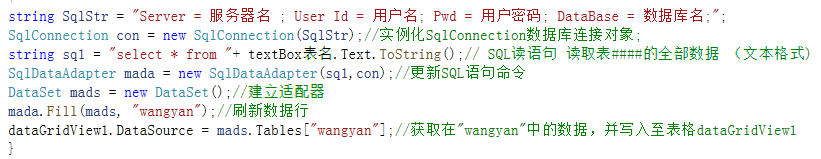 string SqlStr = "Server = 服务器名 ; User Id = 用户名; Pwd = 用户密码; DataBase = 数据库名;";
SqlConnection con = new SqlConnection(SqlStr);//实例化SqlConnection数据库连接对象;
string sq1 = "select * from "+ textBox表名.Text.ToString();// SQL读语句 读取表####的全部数据 （文本格式）
SqlDataAdapter mada = new SqlDataAdapter(sq1,con);//更新SQL语句命令
DataSet mads = new DataSet();//建立适配器
mada.Fill(mads, "wangyan");//刷新数据行
dataGridView1.DataSource = mads.Tables["wangyan"];//获取在"wangyan"中的数据，并写入至表格dataGridView1
}